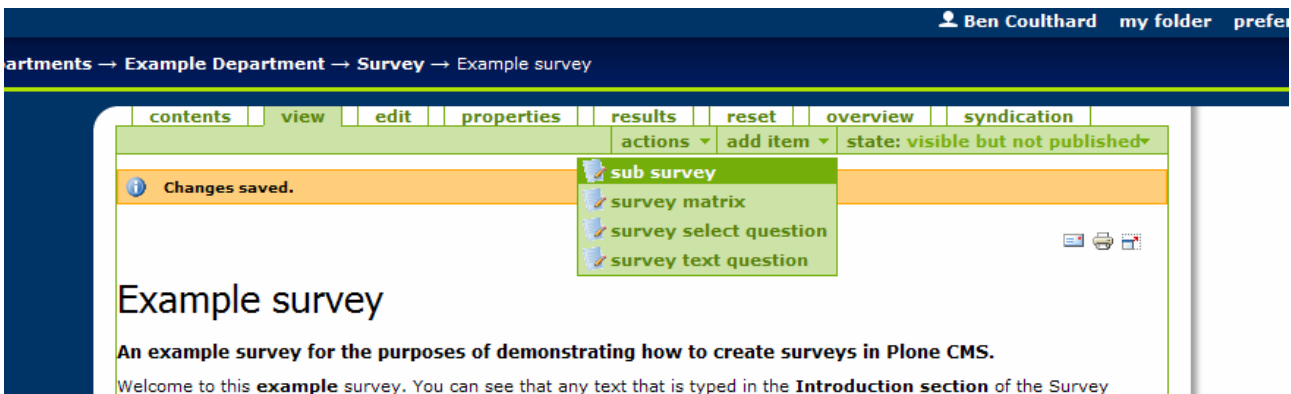 Ben Coulthard my folder
→ Example Department → Survey → Example survey
contents view edit properties results reset overview syndication
actions add item state: visible but not published
Changes saved.
sub survey
survey matrix
survey select question
survey text question
Example survey
An example survey for the purposes of demonstrating how to create surveys in Plone CMS.
Welcome to this example survey. You can see that any text that is typed in the Introduction section of the Survey